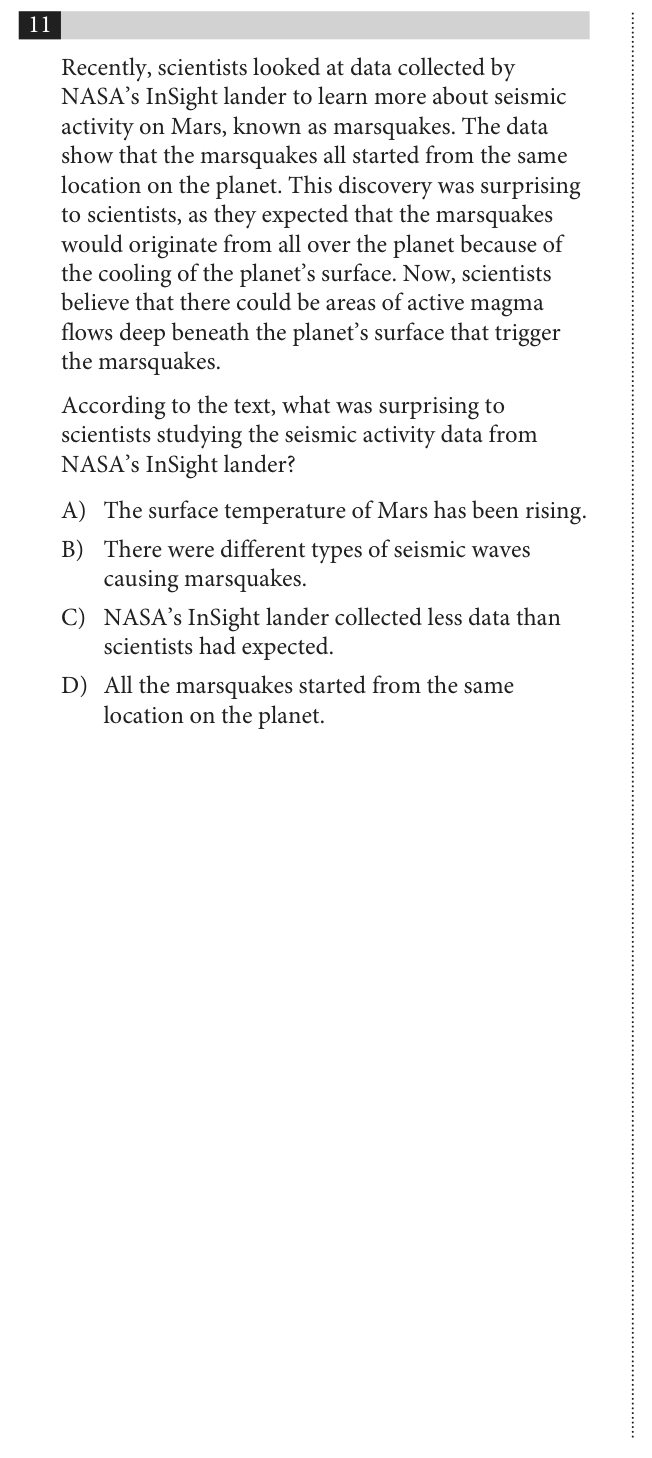 11
Recently, scientists looked at data collected by
NASA’s InSight lander to learn more about seismic
activity on Mars, known as marsquakes. The data
show that the marsquakes all started from the same
location on the planet. This discovery was surprising
to scientists, as they expected that the marsquakes
would originate from all over the planet because of
the cooling of the planet’s surface. Now, scientists
believe that there could be areas of active magma
flows deep beneath the planet’s surface that trigger
the marsquakes.
According to the text, what was surprising to
scientists studying the seismic activity data from
NASA’s InSight lander?
A) The surface temperature of Mars has been rising.
B) There were different types of seismic waves
causing marsquakes.
C) NASA’s InSight lander collected less data than
scientists had expected.
D) All the marsquakes started from the same
location on the planet.